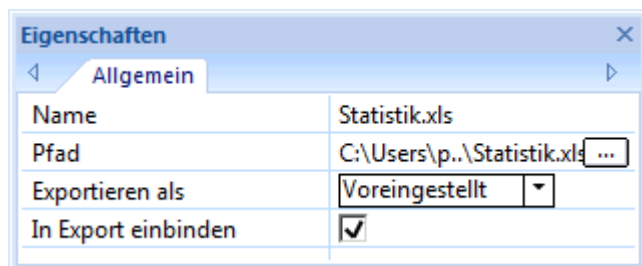 Eigenschaften
Allgemein
Name Statistik.xls
Pfad C:\Users\p..\Statistik.xls ...
Exportieren als Voreingestellt
In Export einbinden